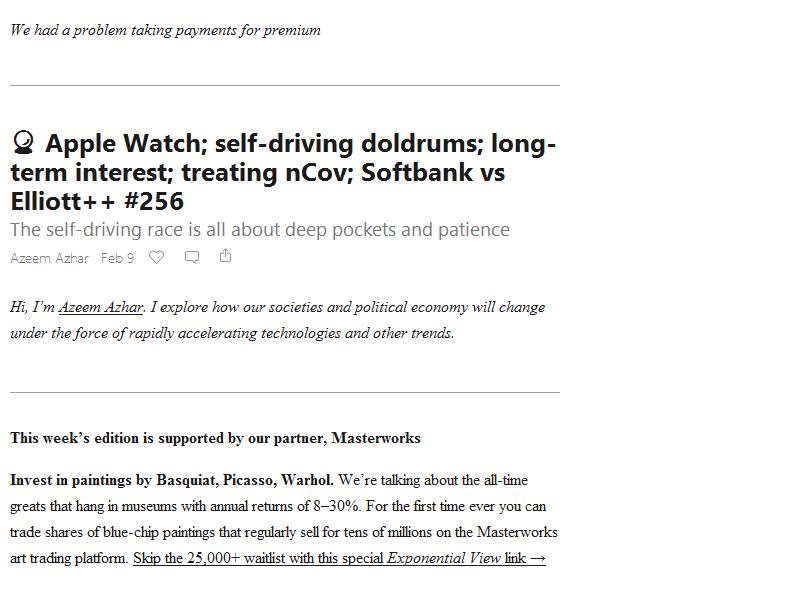 We had a problem taking payments for premium
🔮 Apple Watch; self-driving doldrums; long-
term interest; treating nCov; Softbank vs
Elliott++ #256
The self-driving race is all about deep pockets and patience
Azeem Azhar Feb 9
Hi, I’m Azeem Azhar. I explore how our societies and political economy will change
under the force of rapidly accelerating technologies and other trends.
This week’s edition is supported by our partner, Masterworks
Invest in paintings by Basquiat, Picasso, Warhol. We’re talking about the all-time
greats that hang in museums with annual returns of 8–30%. For the first time ever you can
trade shares of blue-chip paintings that regularly sell for tens of millions on the Masterworks
art trading platform. Skip the 25,000+ waitlist with this special Exponential View link →